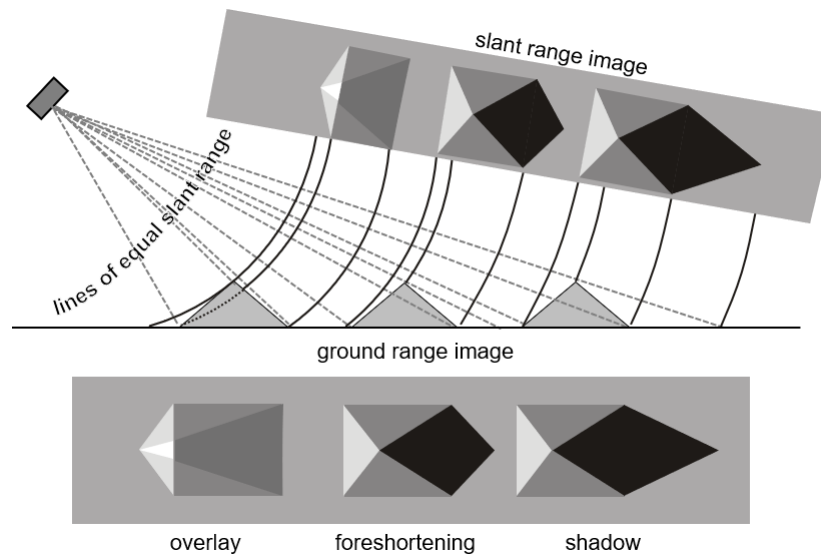 slant range image
lines of equal slant range
ground range image
overlay
foreshortening
shadow